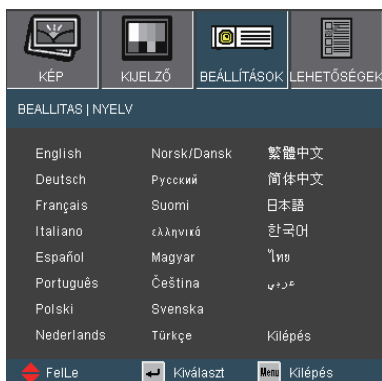 KÉP KIJELZŐ BEÁLLÍTÁSOK LEHETŐSÉGEK
BEALLITAS | NYELV
English Norsk/Dansk 繁體中文
Deutsch Русский 简体中文
Français Suomi 日本語
Italiano ελληνικά 한국어
Español Magyar ไทย
Português Čeština عربي
Polski Svenska
Nederlands Türkçe Kilépés
FelLe Kiválaszt Menu Kilépés